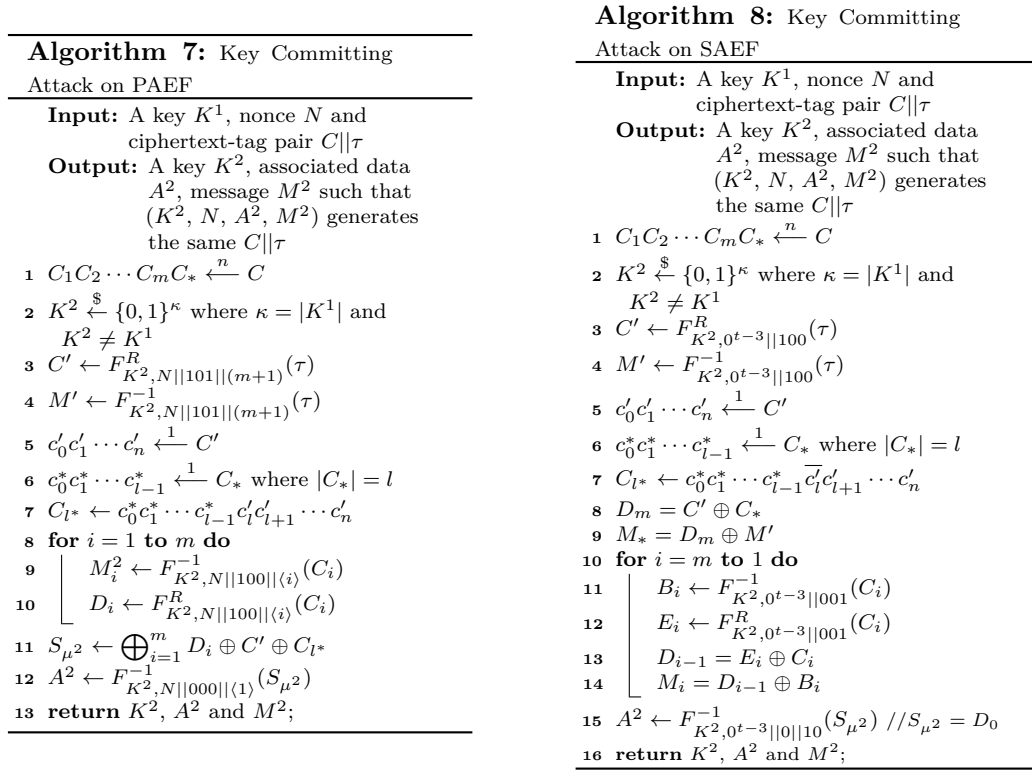 Algorithm 7: Key Committing
Attack on PAEF
Input: A key K^1, nonce N and
ciphertext-tag pair C||τ
Output: A key K^2, associated data
A^2, message M^2 such that
(K^2, N, A^2, M^2) generates
the same C||τ
1 C_1C_2 ··· C_mC_* ←^n C
2 K^2 ←^$ {0, 1}^κ where κ = |K^1| and
K^2 ≠ K^1
3 C′ ← F^R_{K^2,N||101||(m+1)}(τ)
4 M′ ← F^{-1}_{K^2,N||101||(m+1)}(τ)
5 c′_0c′_1 ··· c′_n ←^1 C′
6 c^*_0c^*_1 ··· c^*_{l−1} ←^1 C_* where |C_*| = l
7 C_{l*} ← c^*_0c^*_1 ··· c^*_{l−1}c′_lc′_{l+1} ··· c′_n
8 for i = 1 to m do
9 M^2_i ← F^{-1}_{K^2,N||100||⟨i⟩}(C_i)
10 D_i ← F^R_{K^2,N||100||⟨i⟩}(C_i)
11 S_{μ^2} ← ⊕^m_{i=1} D_i ⊕ C′ ⊕ C_{l*}
12 A^2 ← F^{-1}_{K^2,N||000||⟨1⟩}(S_{μ^2})
13 return K^2, A^2 and M^2;
Algorithm 8: Key Committing
Attack on SAEF
Input: A key K^1, nonce N and
ciphertext-tag pair C||τ
Output: A key K^2, associated data
A^2, message M^2 such that
(K^2, N, A^2, M^2) generates
the same C||τ
1 C_1C_2 ··· C_mC_* ←^n C
2 K^2 ←^$ {0, 1}^κ where κ = |K^1| and
K^2 ≠ K^1
3 C′ ← F^R_{K^2,0^{t−3}||100}(τ)
4 M′ ← F^{-1}_{K^2,0^{t−3}||100}(τ)
5 c′_0c′_1 ··· c′_n ←^1 C′
6 c^*_0c^*_1 ··· c^*_{l−1} ←^1 C_* where |C_*| = l
7 C_{l*} ← c^*_0c^*_1 ··· c^*_{l−1}\overline{c′_l}c′_{l+1} ··· c′_n
8 D_m = C′ ⊕ C_*
9 M_* = D_m ⊕ M′
10 for i = m to 1 do
11 B_i ← F^{-1}_{K^2,0^{t−3}||001}(C_i)
12 E_i ← F^R_{K^2,0^{t−3}||001}(C_i)
13 D_{i−1} = E_i ⊕ C_i
14 M_i = D_{i−1} ⊕ B_i
15 A^2 ← F^{-1}_{K^2,0^{t−3}||0||10}(S_{μ^2}) //S_{μ^2} = D_0
16 return K^2, A^2 and M^2;